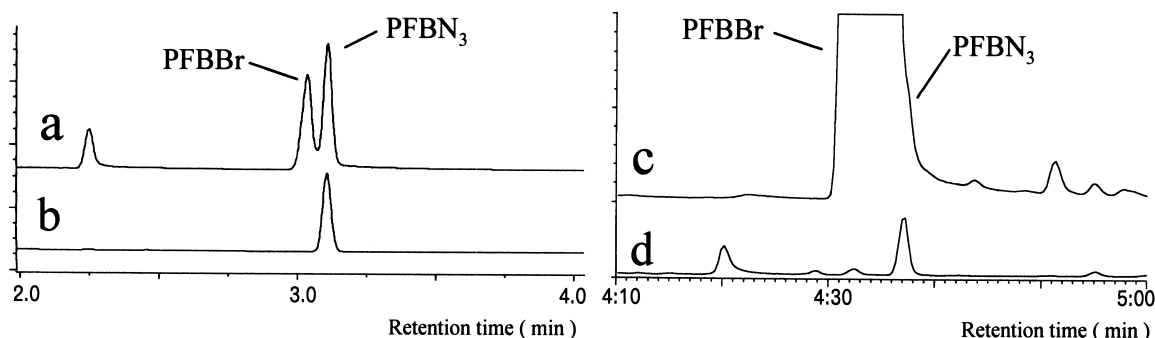 PFBBr
PFBN3
a
b
2.0 3.0 4.0
Retention time ( min )
PFBBr
PFBN3
c
d
4:10 4:30 5:00
Retention time ( min )